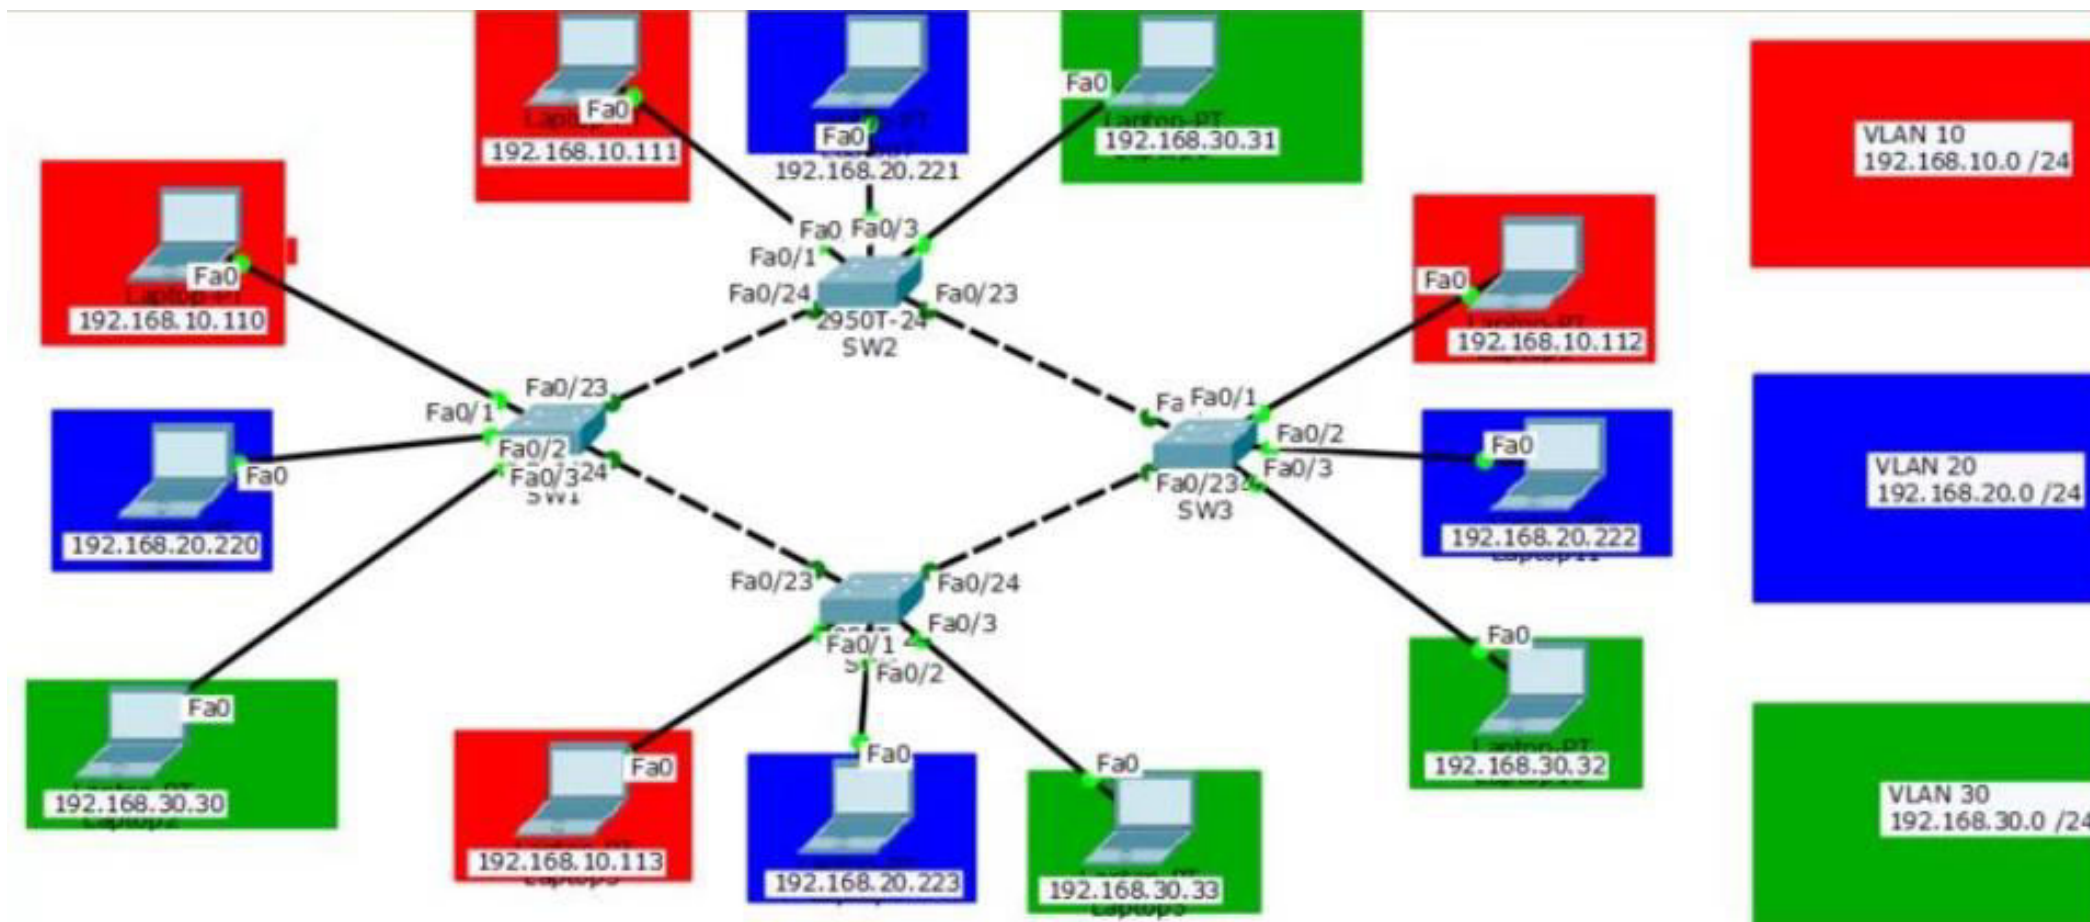 Fa0
192.168.10.111
Fa0
192.168.20.221
Fa0
192.168.30.31
VLAN 10
192.168.10.0 /24
Fa0
192.168.10.110
Fa0
Fa0/3
Fa0/1
Fa0/24
Fa0/23
2950T-24
SW2
Fa0
192.168.10.112
Fa0/23
Fa0/1
Fa0/2
Fa0/3
24
SW1
Fa0
192.168.20.220
Fa
Fa0/1
Fa0/2
Fa0/3
Fa0/23
SW3
Fa0
192.168.20.222
VLAN 20
192.168.20.0 /24
Fa0/23
Fa0/24
Fa0/3
Fa0/1
Fa0/2
Fa0
192.168.30.30
Fa0
192.168.10.113
Fa0
192.168.20.223
Fa0
192.168.30.33
Fa0
192.168.30.32
VLAN 30
192.168.30.0 /24